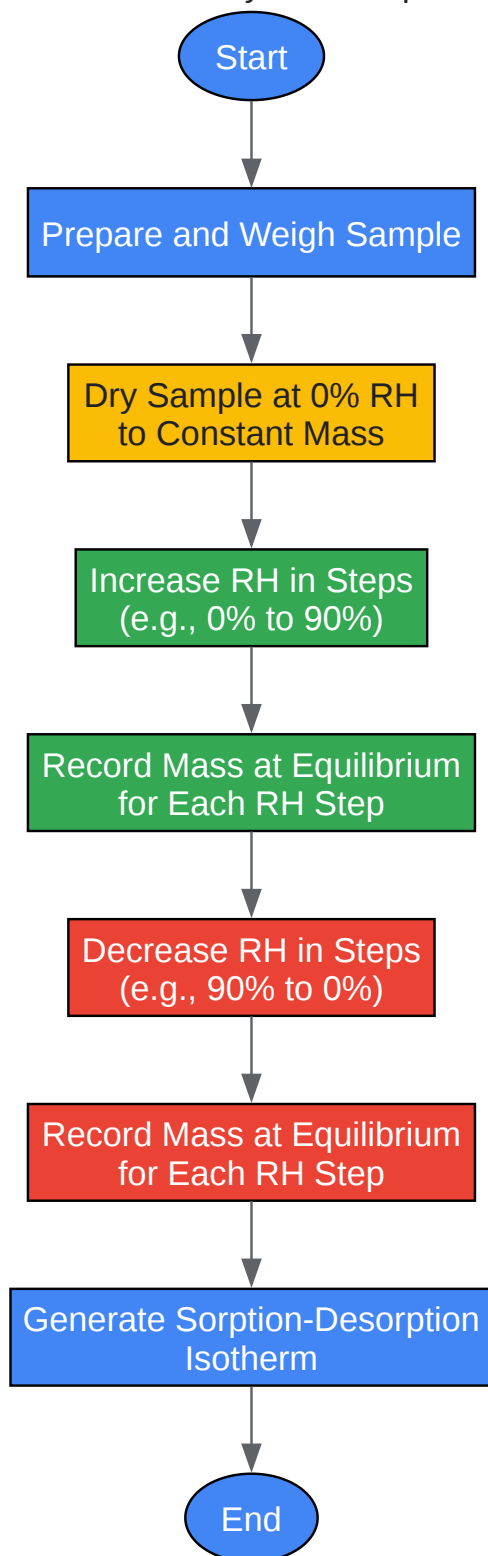 Start
Prepare and Weigh Sample
Dry Sample at 0% RH
to Constant Mass
Increase RH in Steps
(e.g., 0% to 90%)
Record Mass at Equilibrium
for Each RH Step
Decrease RH in Steps
(e.g., 90% to 0%)
Record Mass at Equilibrium
for Each RH Step
Generate Sorption-Desorption
Isotherm
End